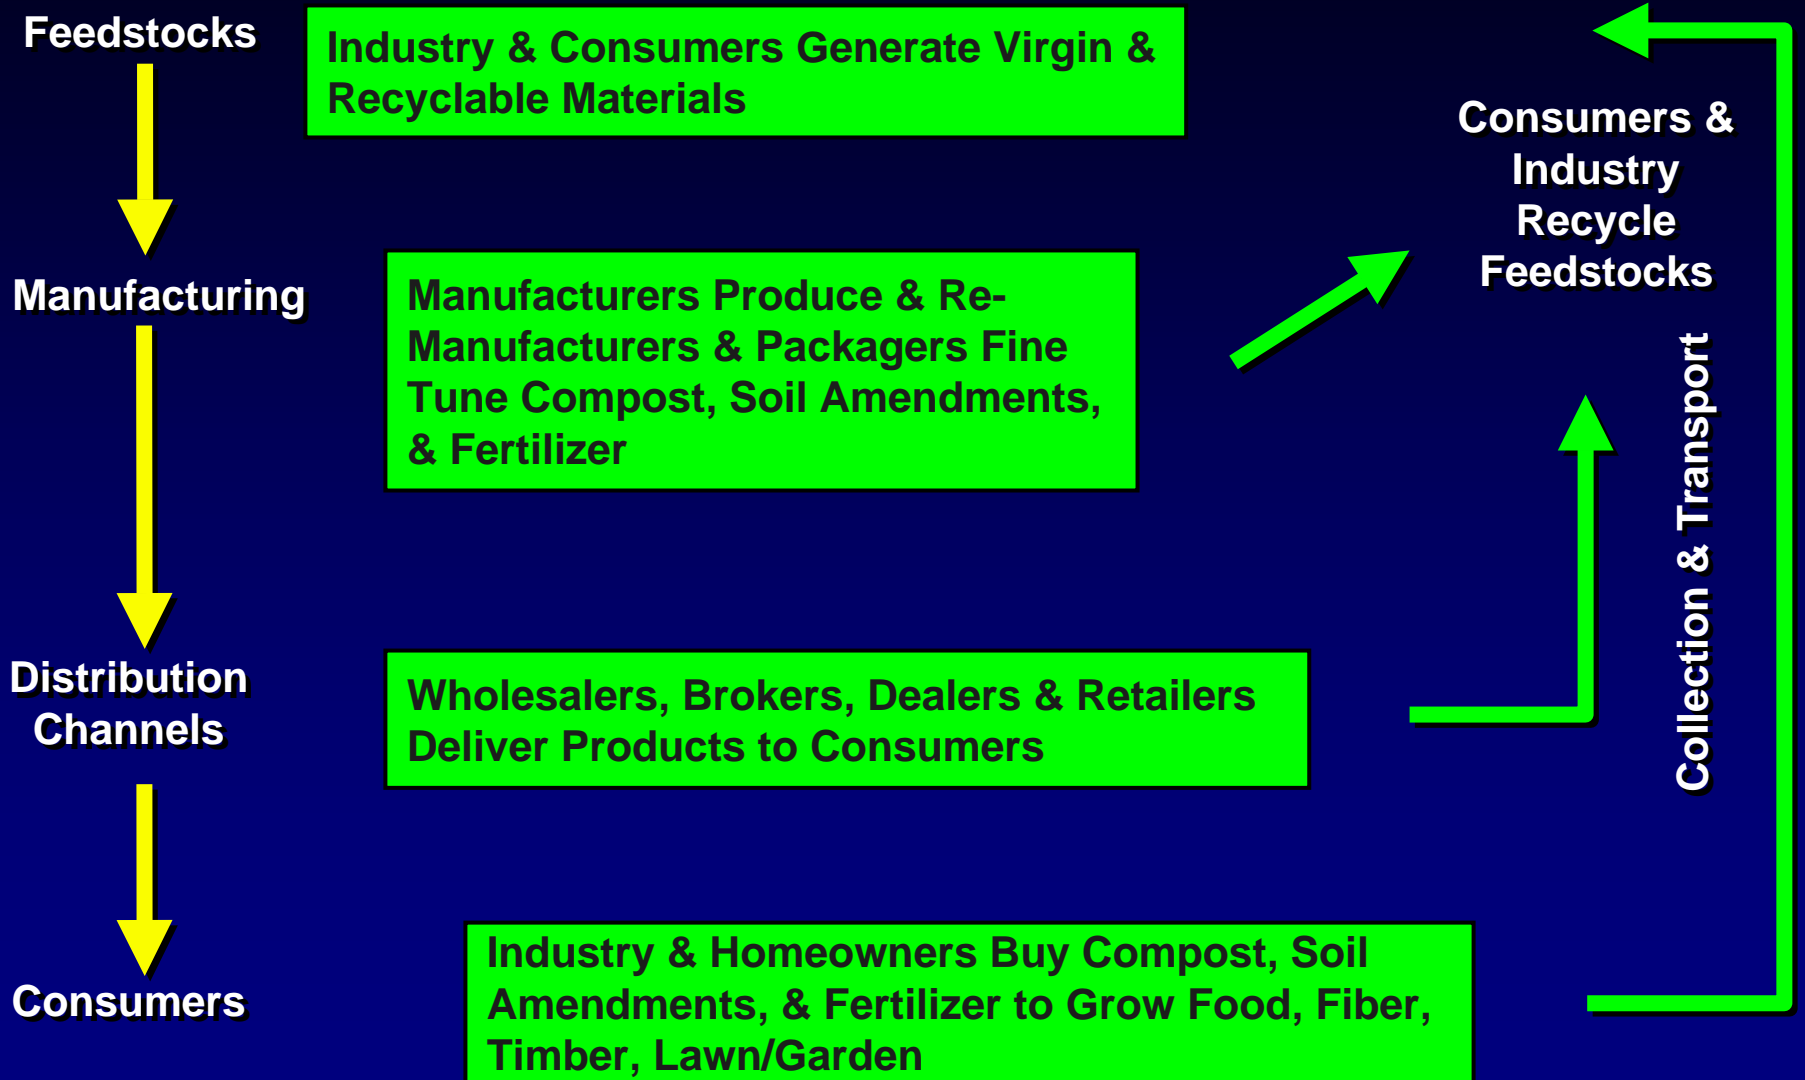 Feedstocks
Industry & Consumers Generate Virgin &
Recyclable Materials
Consumers &
Industry
Recycle
Feedstocks
Manufacturing
Manufacturers Produce & Re-
Manufacturers & Packagers Fine
Tune Compost, Soil Amendments,
& Fertilizer
Collection & Transport
Distribution
Channels
Wholesalers, Brokers, Dealers & Retailers
Deliver Products to Consumers
Consumers
Industry & Homeowners Buy Compost, Soil
Amendments, & Fertilizer to Grow Food, Fiber,
Timber, Lawn/Garden